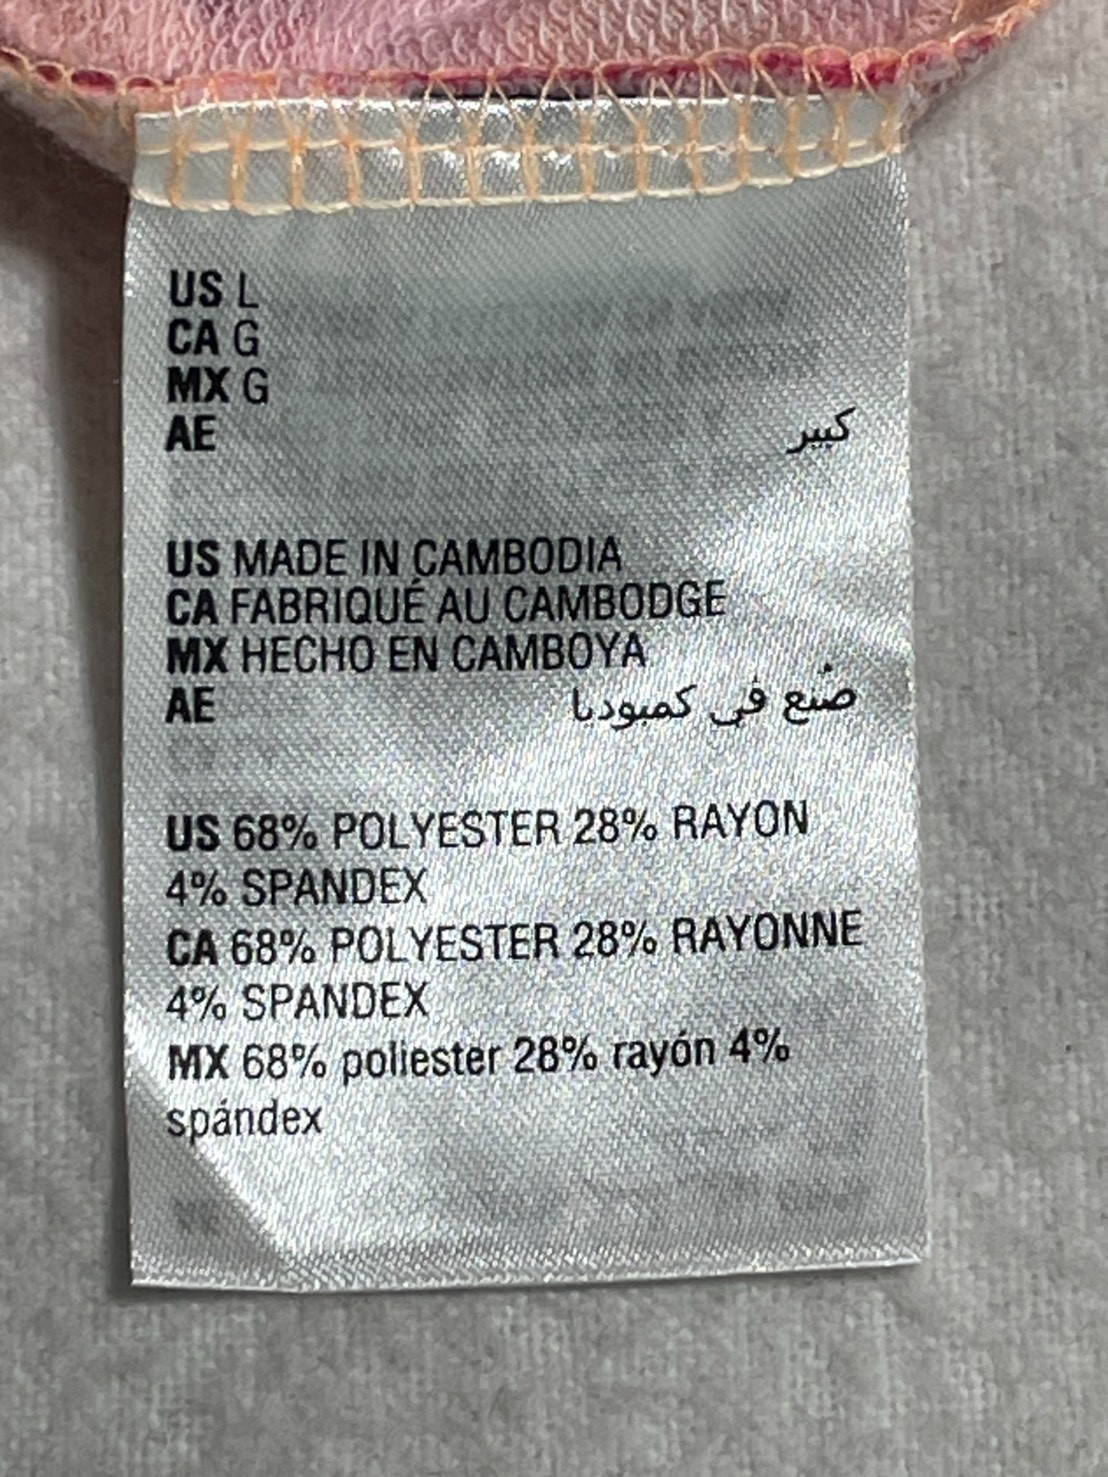 US L
CA G
MX G
AE كبير
US MADE IN CAMBODIA
CA FABRIQUÉ AU CAMBODGE
MX HECHO EN CAMBOYA
AE صُنع في كمبوديا
US 68% POLYESTER 28% RAYON
4% SPANDEX
CA 68% POLYESTER 28% RAYONNE
4% SPANDEX
MX 68% poliester 28% rayón 4%
spándex